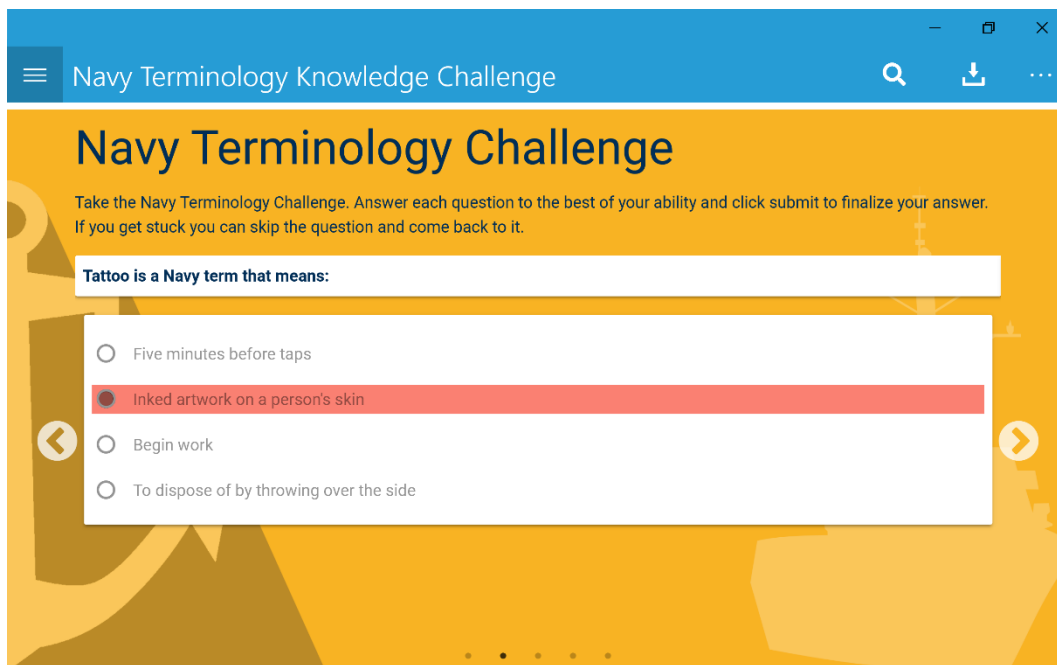 Navy Terminology Knowledge Challenge
Navy Terminology Challenge
Take the Navy Terminology Challenge. Answer each question to the best of your ability and click submit to finalize your answer.
If you get stuck you can skip the question and come back to it.
Tattoo is a Navy term that means:
Five minutes before taps
Inked artwork on a person's skin
Begin work
To dispose of by throwing over the side